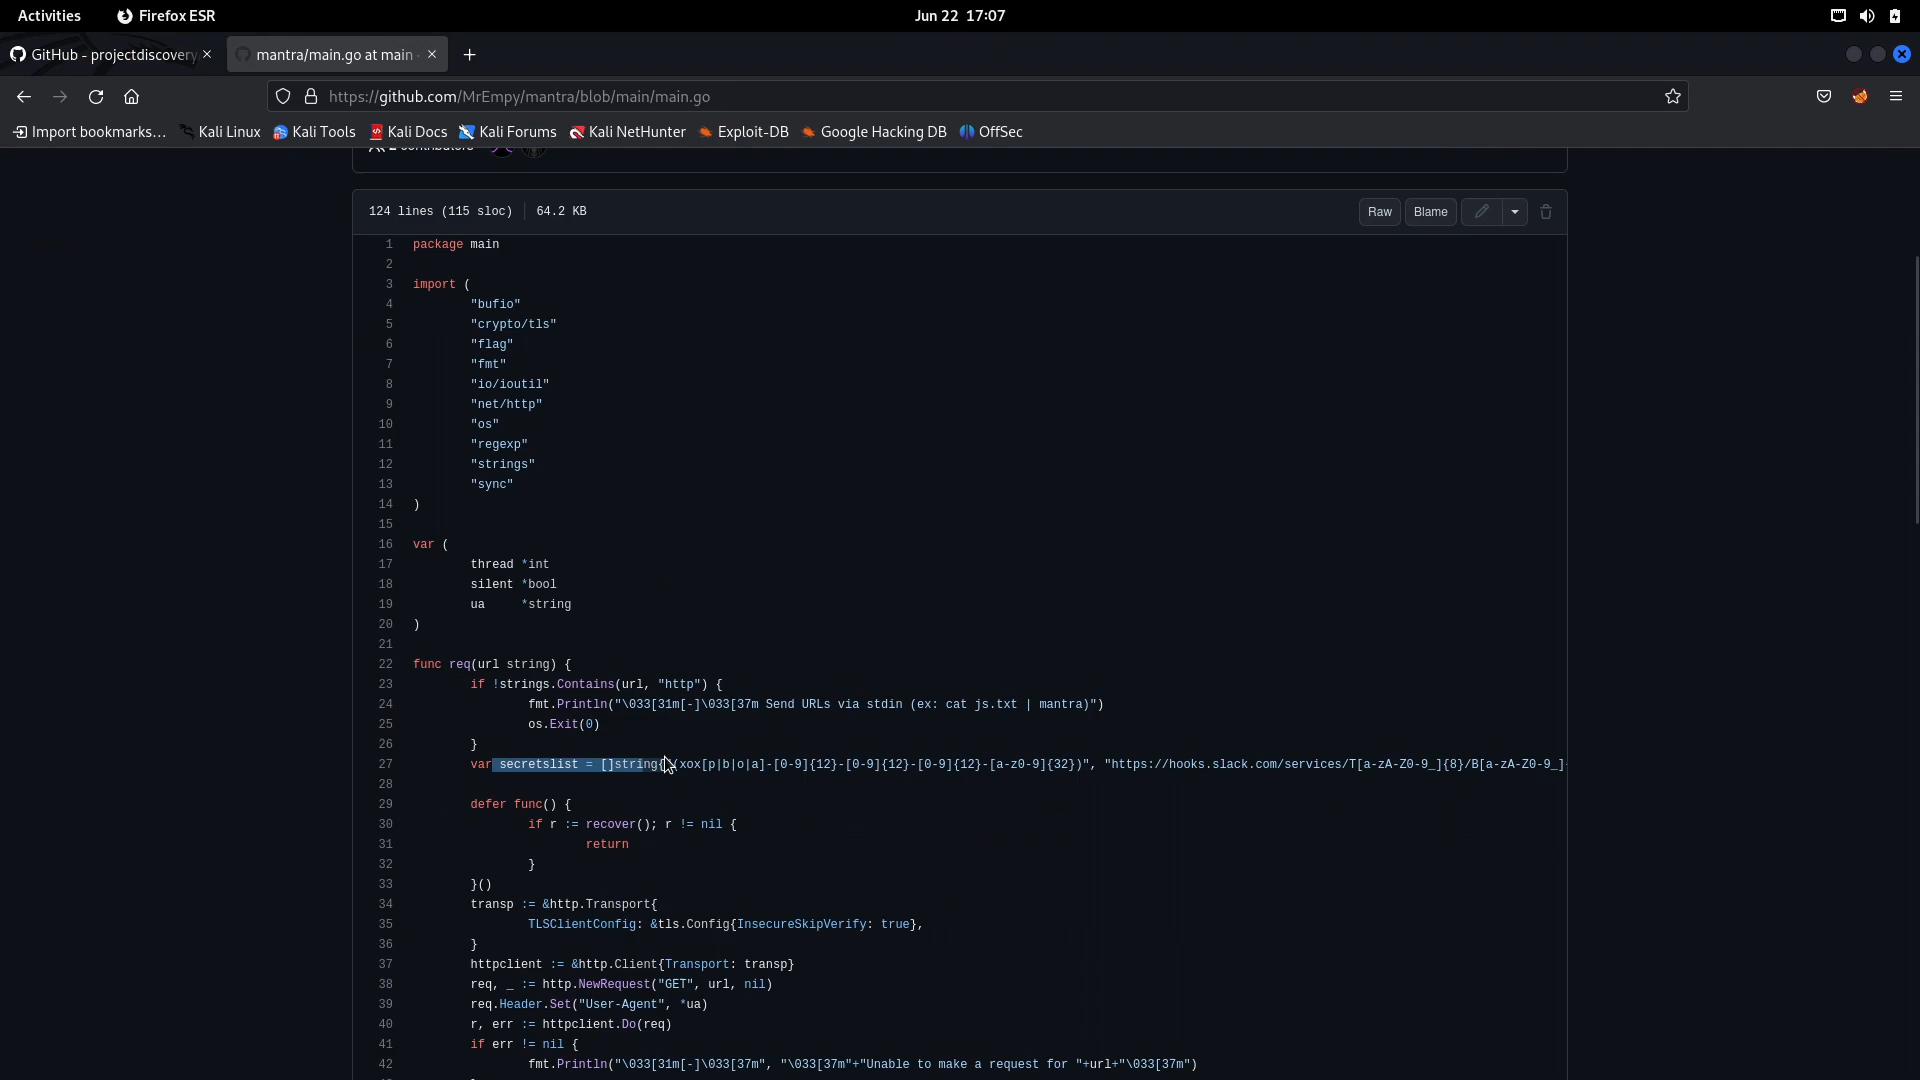 Activities Firefox ESR Jun 22 17:07
GitHub - projectdiscovery × mantra/main.go at main · × +
https://github.com/MrEmpy/mantra/blob/main/main.go
Import bookmarks... Kali Linux Kali Tools Kali Docs Kali Forums Kali NetHunter Exploit-DB Google Hacking DB OffSec
2 contributors
124 lines (115 sloc) 64.2 KB Raw Blame
1 package main
2
3 import (
4 "bufio"
5 "crypto/tls"
6 "flag"
7 "fmt"
8 "io/ioutil"
9 "net/http"
10 "os"
11 "regexp"
12 "strings"
13 "sync"
14 )
15
16 var (
17 thread *int
18 silent *bool
19 ua *string
20 )
21
22 func req(url string) {
23 if !strings.Contains(url, "http") {
24 fmt.Println("\033[31m[-]\033[37m Send URLs via stdin (ex: cat js.txt | mantra)")
25 os.Exit(0)
26 }
27 var secretslist = []string{ (xox[p|b|o|a]-[0-9]{12}-[0-9]{12}-[0-9]{12}-[a-z0-9]{32})", "https://hooks.slack.com/services/T[a-zA-Z0-9_]{8}/B[a-zA-Z0-9_]
28
29 defer func() {
30 if r := recover(); r != nil {
31 return
32 }
33 }()
34 transp := &http.Transport{
35 TLSClientConfig: &tls.Config{InsecureSkipVerify: true},
36 }
37 httpclient := &http.Client{Transport: transp}
38 req, _ := http.NewRequest("GET", url, nil)
39 req.Header.Set("User-Agent", *ua)
40 r, err := httpclient.Do(req)
41 if err != nil {
42 fmt.Println("\033[31m[-]\033[37m", "\033[37m"+"Unable to make a request for "+url+"\033[37m")